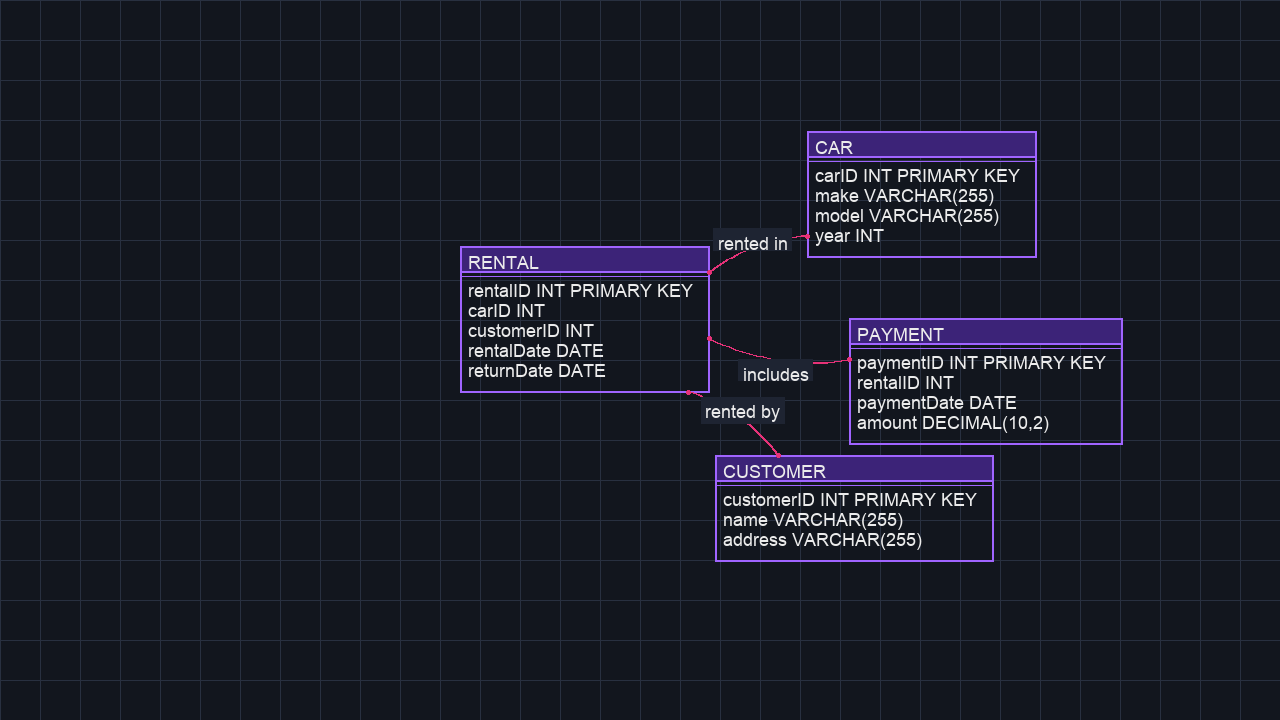 CAR
carID INT PRIMARY KEY
make VARCHAR(255)
model VARCHAR(255)
year INT
rented in
RENTAL
rentalID INT PRIMARY KEY
carID INT
customerID INT
rentalDate DATE
returnDate DATE
PAYMENT
paymentID INT PRIMARY KEY
rentalID INT
paymentDate DATE
amount DECIMAL(10,2)
includes
rented by
CUSTOMER
customerID INT PRIMARY KEY
name VARCHAR(255)
address VARCHAR(255)